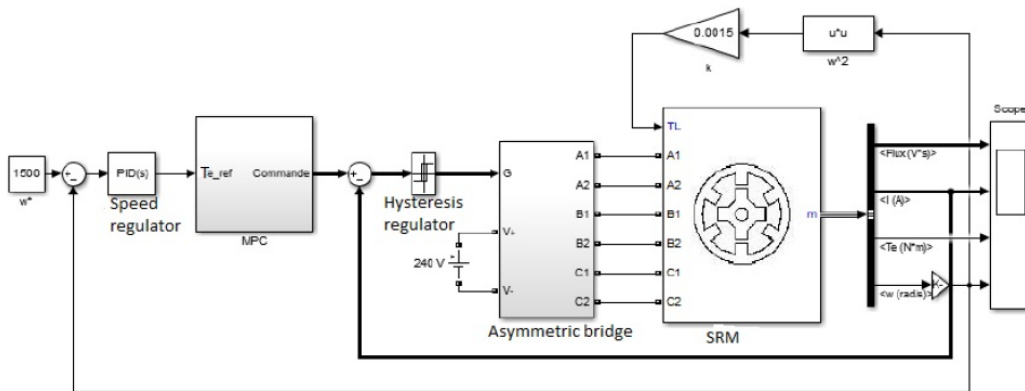 0.0015
k
u*u
w^2
Scope
1500
w*
PID(s)
Speed
regulator
Te_ref
Commande
MPC
Hysteresis
regulator
240 V
G
V+
V-
A1
A2
B1
B2
C1
C2
Asymmetric bridge
TL
A1
A2
B1
B2
C1
C2
m
SRM
<Flux (V*s)>
<I (A)>
<Te (N*m)>
<w (rad/s)>
K-